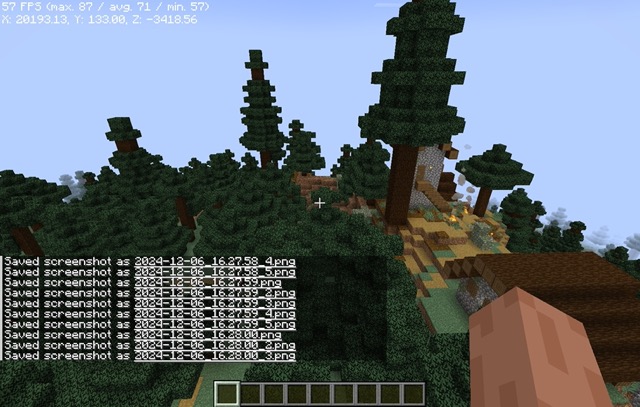 57 FPS (max. 87 / avg. 71 / min. 57)
X: 20193.13, Y: 133.00, Z: -3418.56
Saved screenshot as 2024-12-06_16.27.58_4.png
Saved screenshot as 2024-12-06_16.27.58_5.png
Saved screenshot as 2024-12-06_16.27.59.png
Saved screenshot as 2024-12-06_16.27.59_2.png
Saved screenshot as 2024-12-06_16.27.59_3.png
Saved screenshot as 2024-12-06_16.27.59_4.png
Saved screenshot as 2024-12-06_16.27.59_5.png
Saved screenshot as 2024-12-06_16.28.00.png
Saved screenshot as 2024-12-06_16.28.00_2.png
Saved screenshot as 2024-12-06_16.28.00_3.png